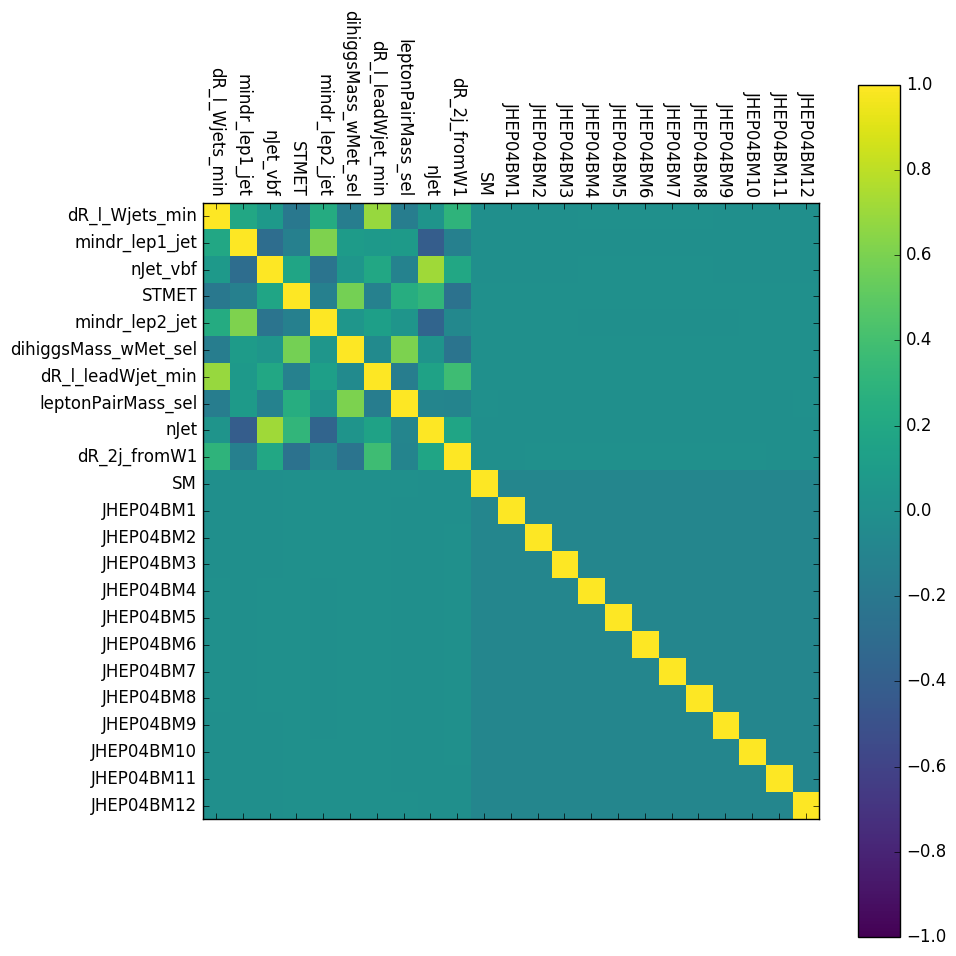 dR_l_Wjets_min
mindr_lep1_jet
nJet_vbf
STMET
mindr_lep2_jet
dihiggsMass_wMet_sel
dR_l_leadWjet_min
leptonPairMass_sel
nJet
dR_2j_fromW1
SM
JHEP04BM1
JHEP04BM2
JHEP04BM3
JHEP04BM4
JHEP04BM5
JHEP04BM6
JHEP04BM7
JHEP04BM8
JHEP04BM9
JHEP04BM10
JHEP04BM11
JHEP04BM12
dR_l_Wjets_min
mindr_lep1_jet
nJet_vbf
STMET
mindr_lep2_jet
dihiggsMass_wMet_sel
dR_l_leadWjet_min
leptonPairMass_sel
nJet
dR_2j_fromW1
SM
JHEP04BM1
JHEP04BM2
JHEP04BM3
JHEP04BM4
JHEP04BM5
JHEP04BM6
JHEP04BM7
JHEP04BM8
JHEP04BM9
JHEP04BM10
JHEP04BM11
JHEP04BM12
1.0
0.8
0.6
0.4
0.2
0.0
−0.2
−0.4
−0.6
−0.8
−1.0